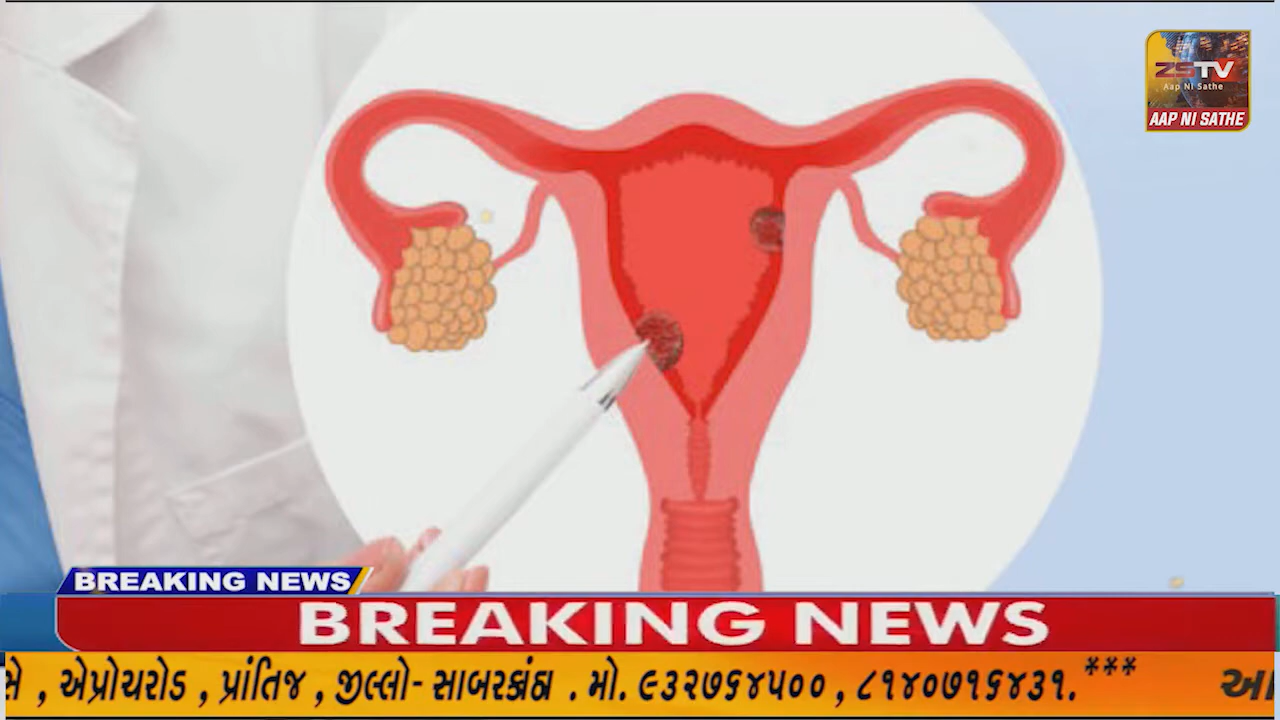 ZSTV
Aap Ni Sathe
AAP NI SATHE
BREAKING NEWS
BREAKING NEWS
સે , એપ્રોચરોડ , પ્રાંતિજ , જીલ્લો- સાબરકાંઠા . મો. ૯૩૨૭૬૪૫૦૦ , ૮૧૪૦૭૧૬૪૩૧. ***